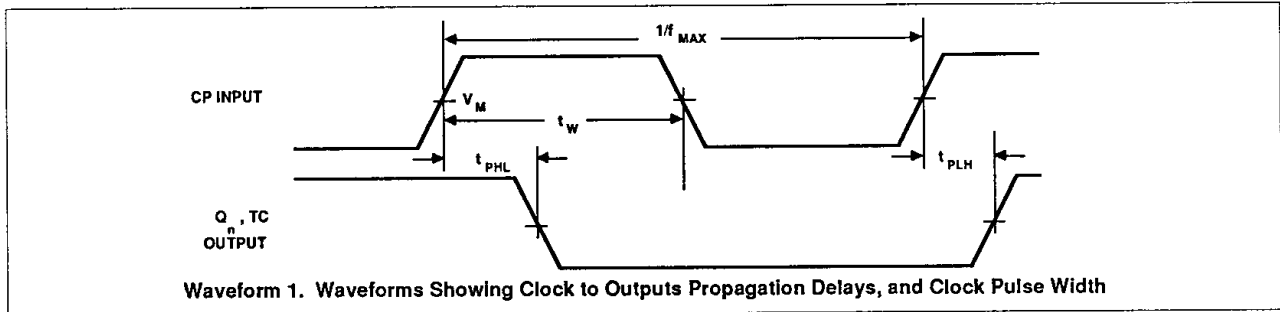 1/f MAX
CP INPUT
V M
t W
t PHL
t PLH
Q n , TC
OUTPUT
Waveform 1. Waveforms Showing Clock to Outputs Propagation Delays, and Clock Pulse Width